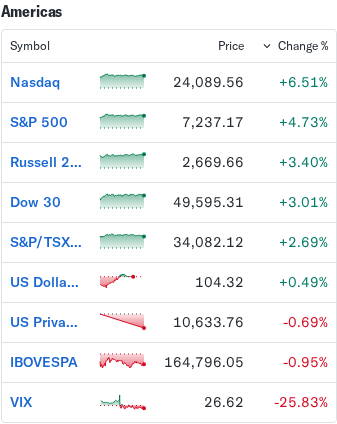 Americas
Symbol Price Change %
Nasdaq 24,089.56 +6.51%
S&P 500 7,237.17 +4.73%
Russell 2... 2,669.66 +3.40%
Dow 30 49,595.31 +3.01%
S&P/TSX... 34,082.12 +2.69%
US Dolla... 104.32 +0.49%
US Priva... 10,633.76 -0.69%
IBOVESPA 164,796.05 -0.95%
VIX 26.62 -25.83%